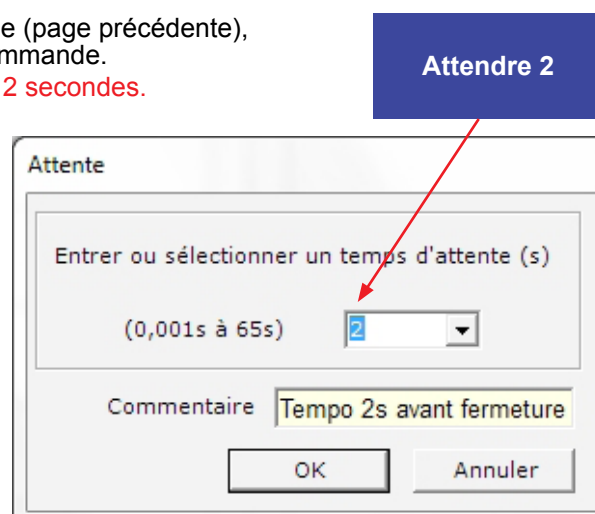 e (page précédente),
mmande.
2 secondes.
Attendre 2
Attente
Entrer ou sélectionner un temps d'attente (s)
(0,001s à 65s) 2
Commentaire Tempo 2s avant fermeture
OK Annuler